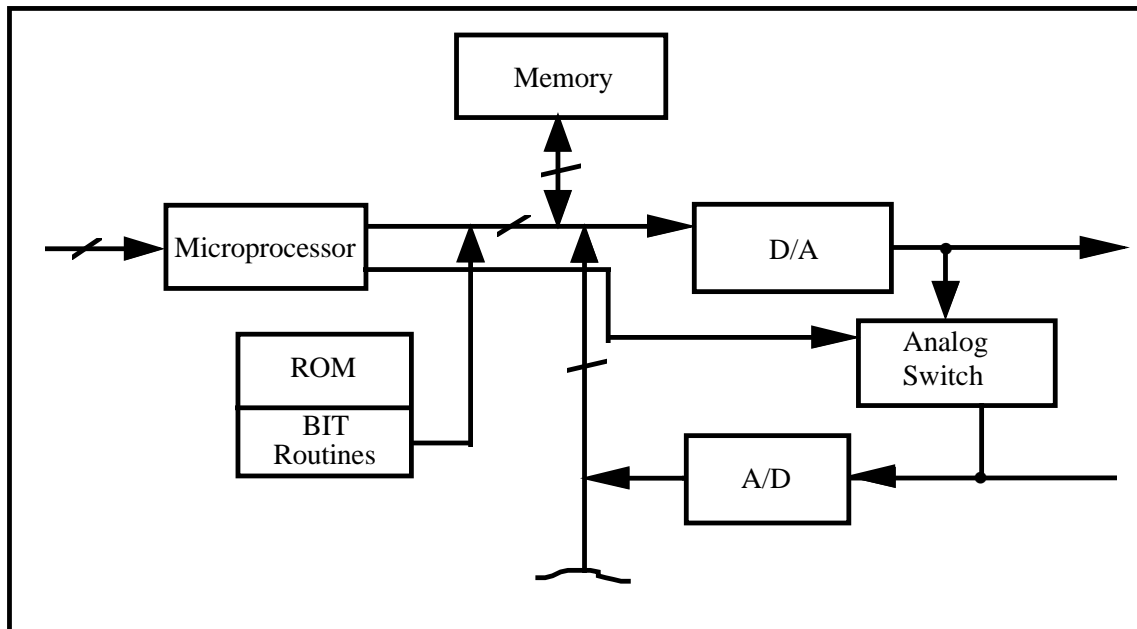 Memory
Microprocessor
D/A
ROM
BIT
Routines
Analog
Switch
A/D